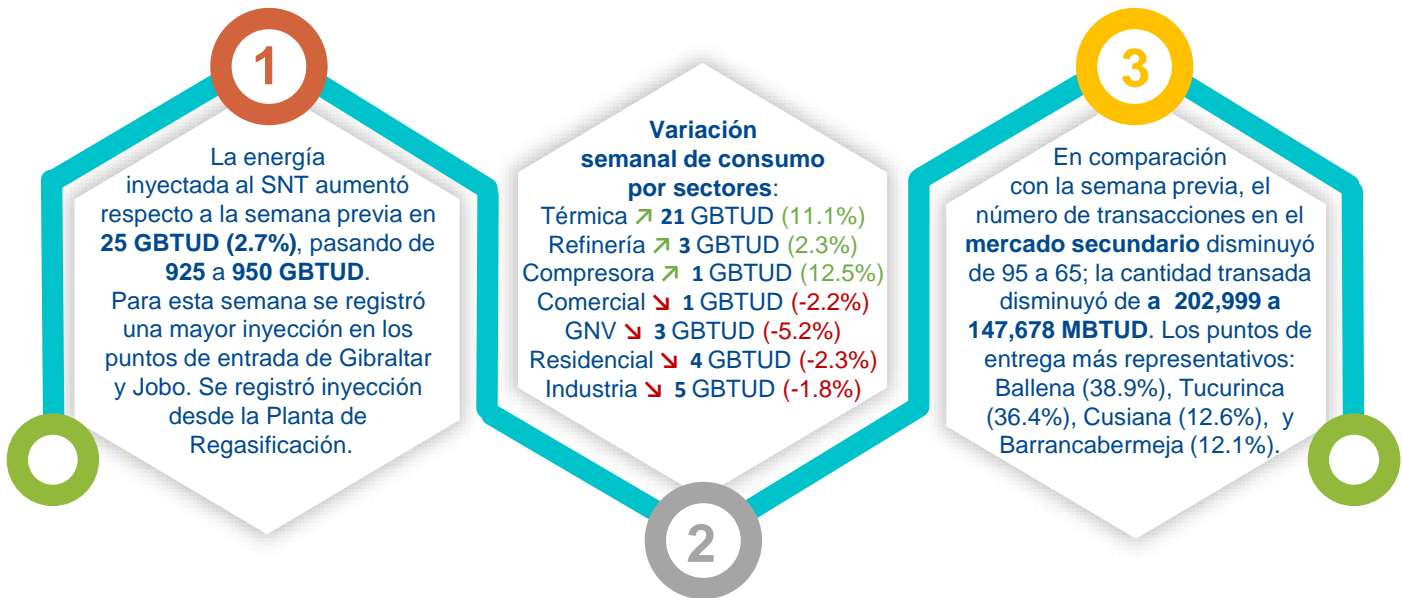 1
La energía
inyectada al SNT aumentó
respecto a la semana previa en
25 GBTUD (2.7%), pasando de
925 a 950 GBTUD.
Para esta semana se registró
una mayor inyección en los
puntos de entrada de Gibraltar
y Jobo. Se registró inyección
desde la Planta de
Regasificación.
Variación
semanal de consumo
por sectores:
Térmica ↗ 21 GBTUD (11.1%)
Refinería ↗ 3 GBTUD (2.3%)
Compresora ↗ 1 GBTUD (12.5%)
Comercial ↘ 1 GBTUD (-2.2%)
GNV ↘ 3 GBTUD (-5.2%)
Residencial ↘ 4 GBTUD (-2.3%)
Industria ↘ 5 GBTUD (-1.8%)
2
3
En comparación
con la semana previa, el
número de transacciones en el
mercado secundario disminuyó
de 95 a 65; la cantidad transada
disminuyó de a 202,999 a
147,678 MBTUD. Los puntos de
entrega más representativos:
Ballena (38.9%), Tucurinca
(36.4%), Cusiana (12.6%), y
Barrancabermeja (12.1%).